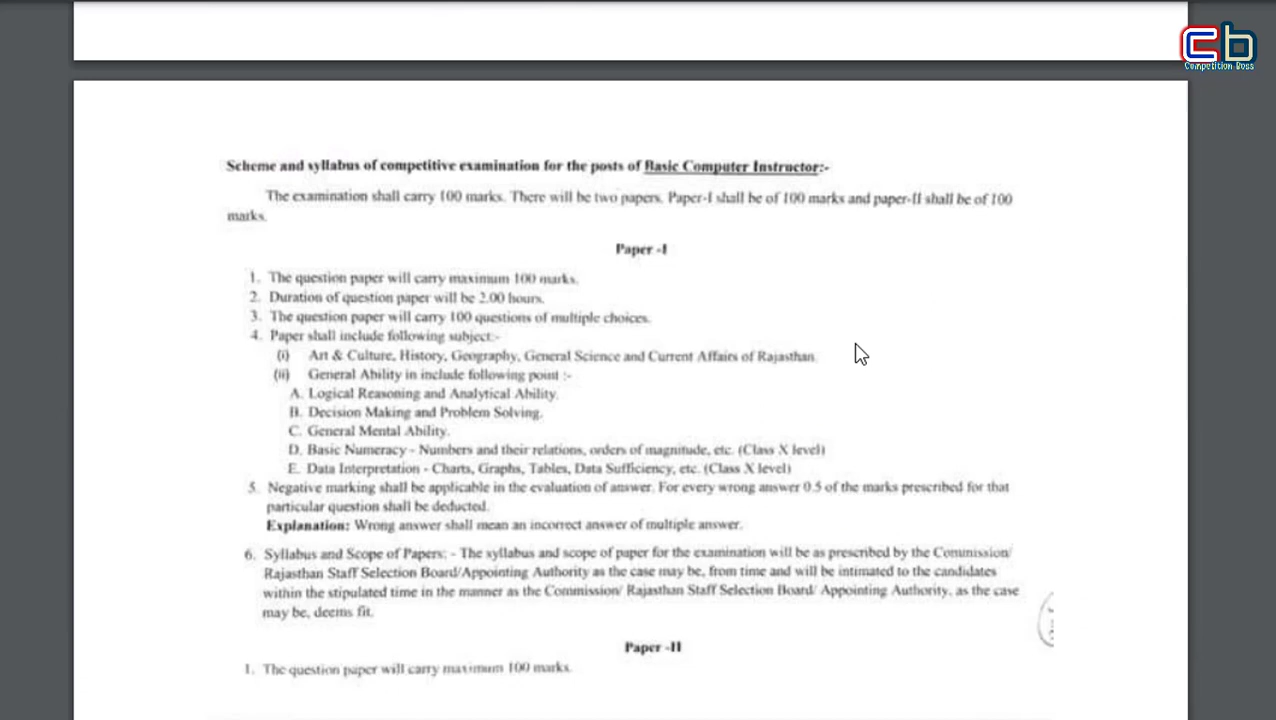 cb
Competition Boss
Scheme and syllabus of competitive examination for the posts of Basic Computer Instructor:-
The examination shall carry 100 marks. There will be two papers. Paper-I shall be of 100 marks and paper-II shall be of 100
marks.
Paper -I
1. The question paper will carry maximum 100 marks.
2. Duration of question paper will be 2.00 hours.
3. The question paper will carry 100 questions of multiple choices.
4. Paper shall include following subject:-
(i) Art & Culture, History, Geography, General Science and Current Affairs of Rajasthan.
(ii) General Ability in include following point :-
A. Logical Reasoning and Analytical Ability.
B. Decision Making and Problem Solving.
C. General Mental Ability.
D. Basic Numeracy - Numbers and their relations, orders of magnitude, etc. (Class X level)
E. Data Interpretation - Charts, Graphs, Tables, Data Sufficiency, etc. (Class X level)
5. Negative marking shall be applicable in the evaluation of answer. For every wrong answer 0.5 of the marks prescribed for that
particular question shall be deducted.
Explanation: Wrong answer shall mean an incorrect answer of multiple answer.
6. Syllabus and Scope of Papers: - The syllabus and scope of paper for the examination will be as prescribed by the Commission/
Rajasthan Staff Selection Board/Appointing Authority as the case may be, from time and will be intimated to the candidates
within the stipulated time in the manner as the Commission/ Rajasthan Staff Selection Board/ Appointing Authority, as the case
may be, deems fit.
Paper -II
1. The question paper will carry maximum 100 marks.